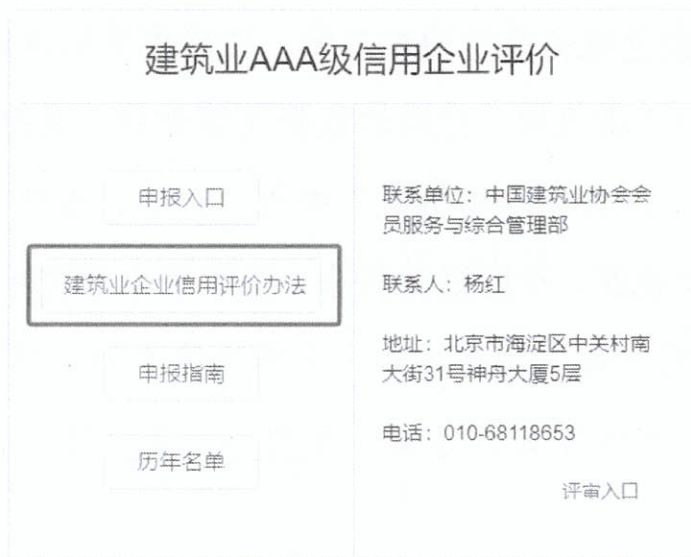 建筑业AAA级信用企业评价
申报入口
建筑业企业信用评价办法
申报指南
历年名单
联系单位：中国建筑业协会会
员服务与综合管理部
联系人：杨红
地址：北京市海淀区中关村南
大街31号神舟大厦5层
电话：010-68118653
评审入口